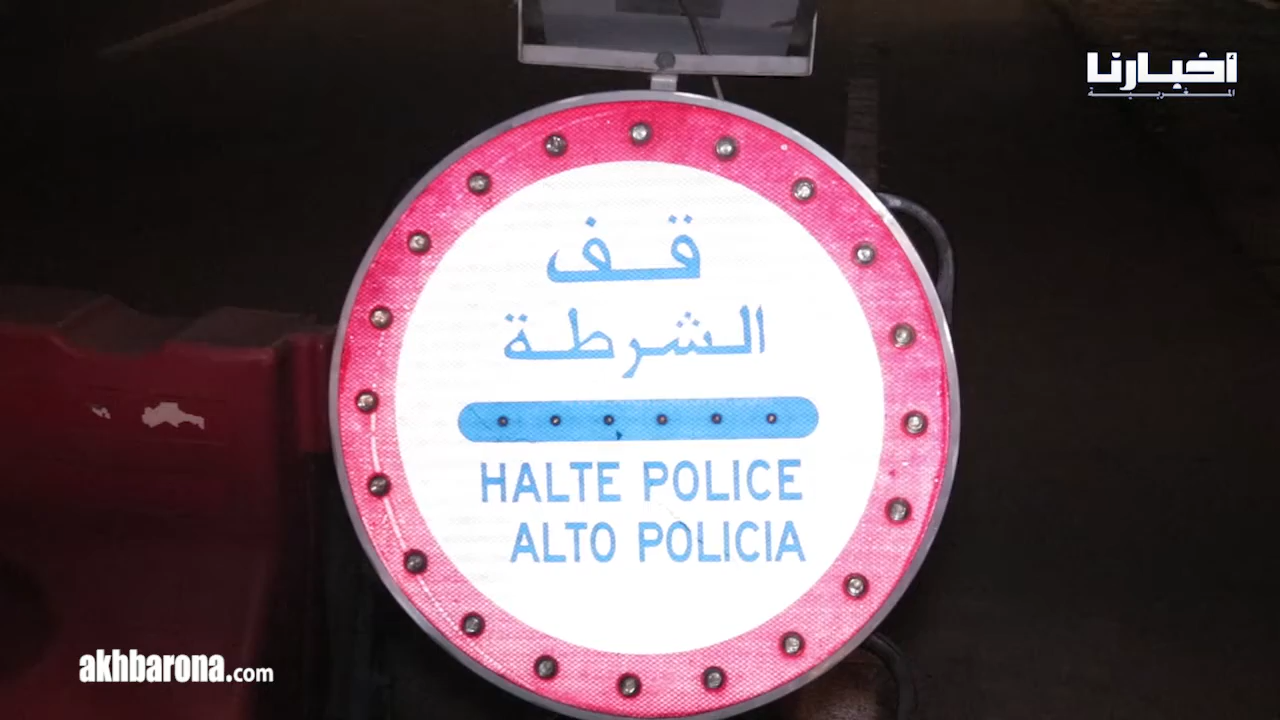 أخبارنا
المغربية
قف
الشرطة
HALTE POLICE
ALTO POLICIA
akhbarona.com